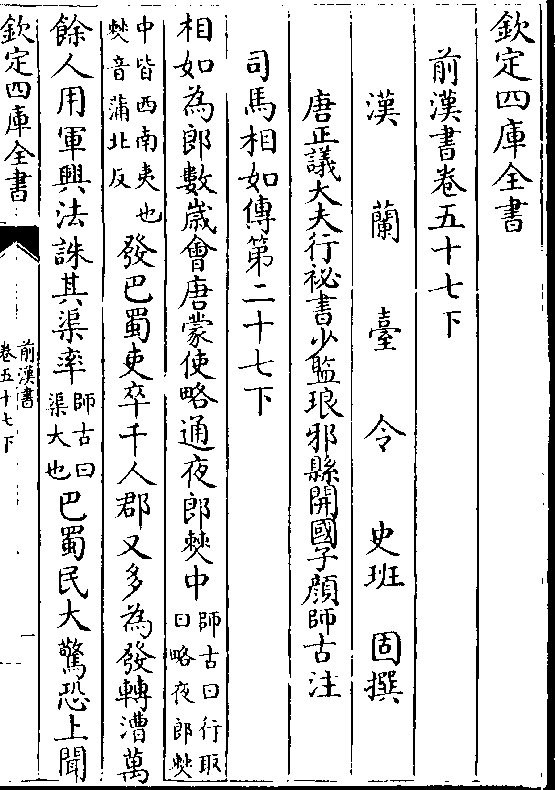 欽定四庫全書
前漢書卷五十七下
漢蘭臺令史班固撰
唐正議大夫行祕書少監琅邪縣開國子顔師古注
司馬相如傳第二十七下
相如為郎數嵗會唐蒙使略通夜郎僰中師古曰行取曰略夜郎僰
中皆西南夷也僰音蒲北反發巴蜀吏卒千人郡又多為發轉漕萬
餘人用軍興法誅其渠率師古曰渠大也巴蜀民大驚恐上聞
欽定四庫全書
前漢書
卷五十七下
一